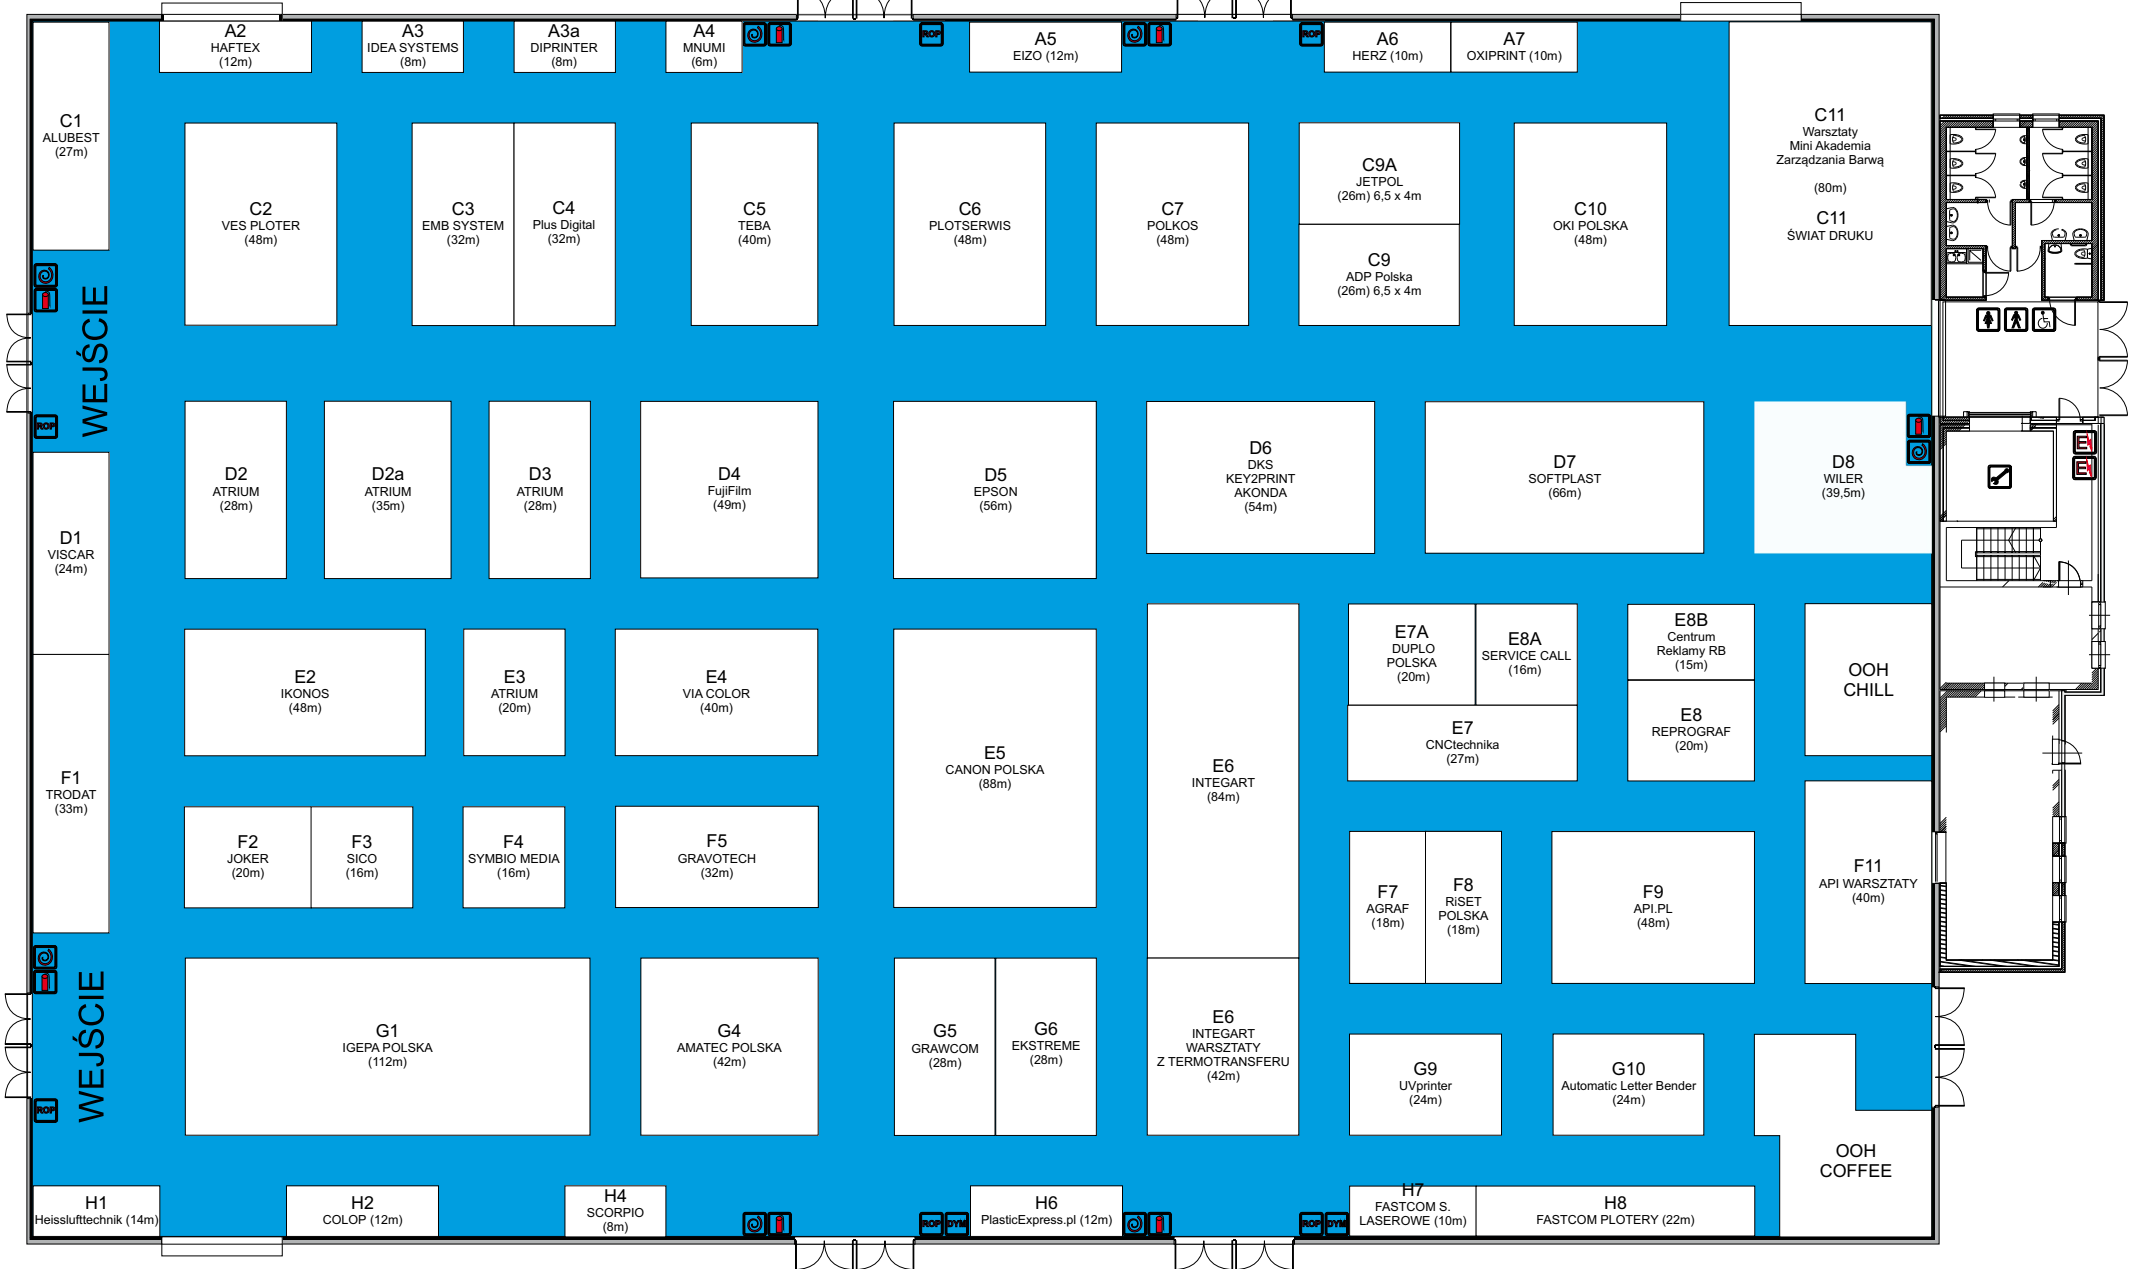 A2
HAFTEX
(12m)
A3
IDEA SYSTEMS
(8m)
A3a
DIPRINTER
(8m)
A4
MNUMI
(6m)
ROP
A5
EIZO (12m)
ROP
A6
HERZ (10m)
A7
OXIPRINT (10m)
C1
ALUBEST
(27m)
C2
VES PLOTER
(48m)
C3
EMB SYSTEM
(32m)
C4
Plus Digital
(32m)
C5
TEBA
(40m)
C6
PLOTSERWIS
(48m)
C7
POLKOS
(48m)
C9A
JETPOL
(26m) 6,5 x 4m
C9
ADP Polska
(26m) 6,5 x 4m
C10
OKI POLSKA
(48m)
C11
Warsztaty
Mini Akademia
Zarządzania Barwą
(80m)
C11
ŚWIAT DRUKU
WEJŚCIE
ROP
D1
VISCAR
(24m)
D2
ATRIUM
(28m)
D2a
ATRIUM
(35m)
D3
ATRIUM
(28m)
D4
FujiFilm
(49m)
D5
EPSON
(56m)
D6
DKS
KEY2PRINT
AKONDA
(54m)
D7
SOFTPLAST
(66m)
D8
WILER
(39,5m)
E
E
F1
TRODAT
(33m)
E2
IKONOS
(48m)
E3
ATRIUM
(20m)
E4
VIA COLOR
(40m)
E5
CANON POLSKA
(88m)
E6
INTEGART
(84m)
E7A
DUPLO
POLSKA
(20m)
E8A
SERVICE CALL
(16m)
E7
CNCtechnika
(27m)
E8B
Centrum
Reklamy RB
(15m)
E8
REPROGRAF
(20m)
OOH
CHILL
F2
JOKER
(20m)
F3
SICO
(16m)
F4
SYMBIO MEDIA
(16m)
F5
GRAVOTECH
(32m)
F7
AGRAF
(18m)
F8
RiSET
POLSKA
(18m)
F9
API.PL
(48m)
F11
API WARSZTATY
(40m)
WEJŚCIE
ROP
G1
IGEPA POLSKA
(112m)
G4
AMATEC POLSKA
(42m)
G5
GRAWCOM
(28m)
G6
EKSTREME
(28m)
E6
INTEGART
WARSZTATY
Z TERMOTRANSFERU
(42m)
G9
UVprinter
(24m)
G10
Automatic Letter Bender
(24m)
OOH
COFFEE
H1
Heisslufttechnik (14m)
H2
COLOP (12m)
H4
SCORPIO
(8m)
ROP
DYM
H6
PlasticExpress.pl (12m)
ROP
DYM
H7
FASTCOM S.
LASEROWE (10m)
H8
FASTCOM PLOTERY (22m)